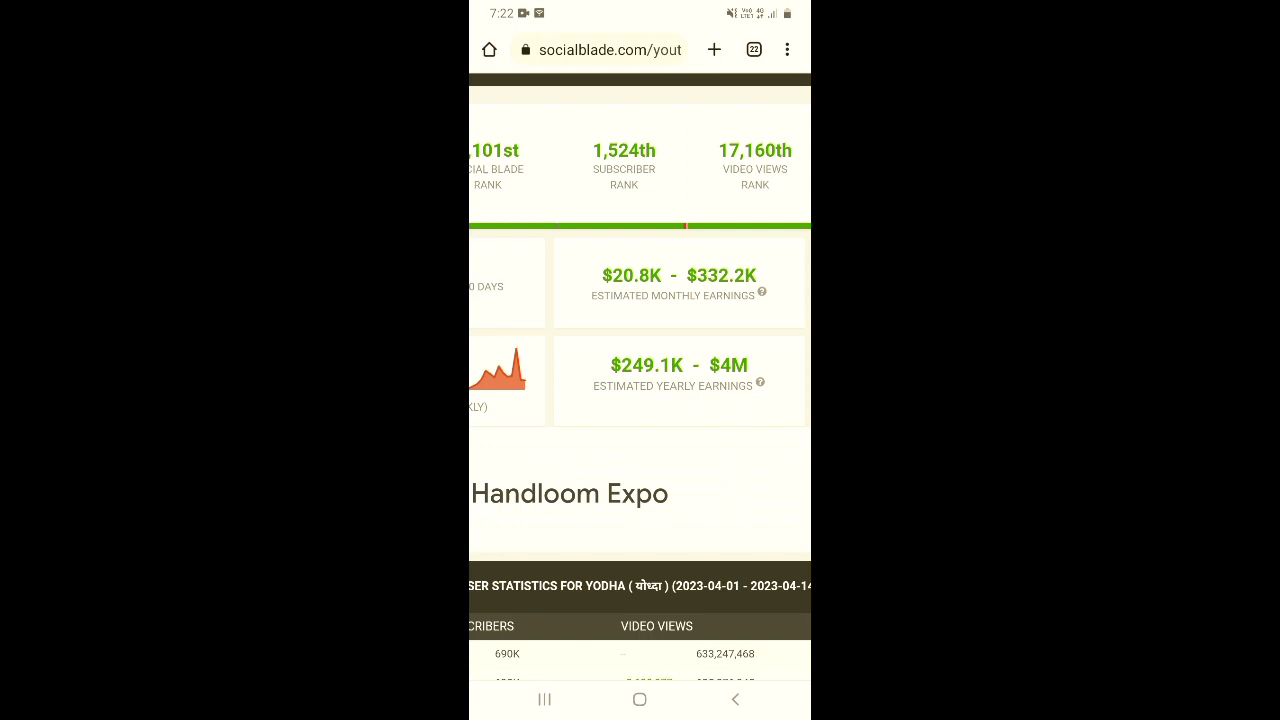 7:22
22
socialblade.com/yout
,101st 1,524th 17,160th
CIAL BLADE SUBSCRIBER VIDEO VIEWS
RANK RANK RANK
0 DAYS
$20.8K - $332.2K
ESTIMATED MONTHLY EARNINGS
$249.1K - $4M
ESTIMATED YEARLY EARNINGS
KLY)
Handloom Expo
SER STATISTICS FOR YODHA ( योध्दा ) (2023-04-01 - 2023-04-14
CRIBERS VIDEO VIEWS
690K -- 633,247,468